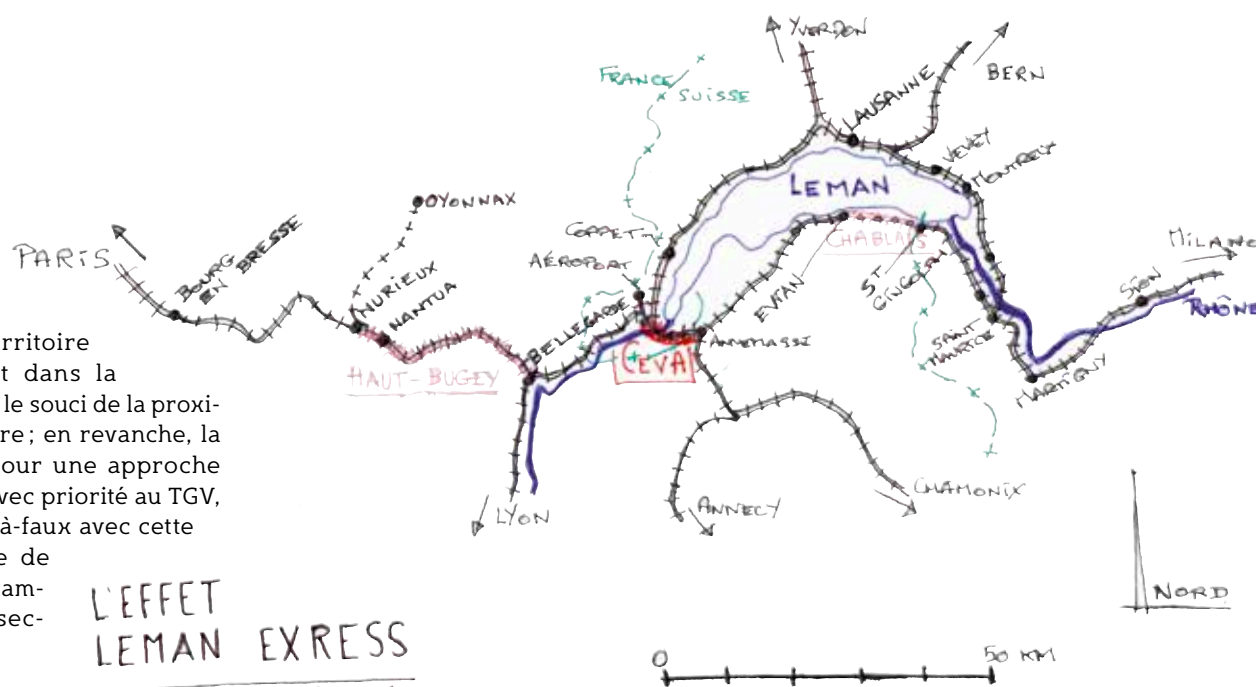 YVERDON
BERN
FRANCE
SUISSE
LAUSANNE
VEVEY
MONTREUX
LEMAN
OYONNAX
COPPET
CHABLAIS
MILANO
PARIS
BOURG
EN BRESSE
AÉROPORT
NURIEUX
NANTUA
BELLEGARDE
EVIAN
ST
GINGOLPH
SION
RHÔNE
ANNEMASSE
SAINT
MAURICE
CEVA
HAUT-BUGEY
MARTIGNY
LYON
ANNECY
CHAMONIX
NORD
rritoire
t dans la
le souci de la proxi-
re ; en revanche, la
our une approche
vec priorité au TGV,
à-faux avec cette
e de
am-
sec-
L'EFFET
LEMAN EXRESS
0
50 KM